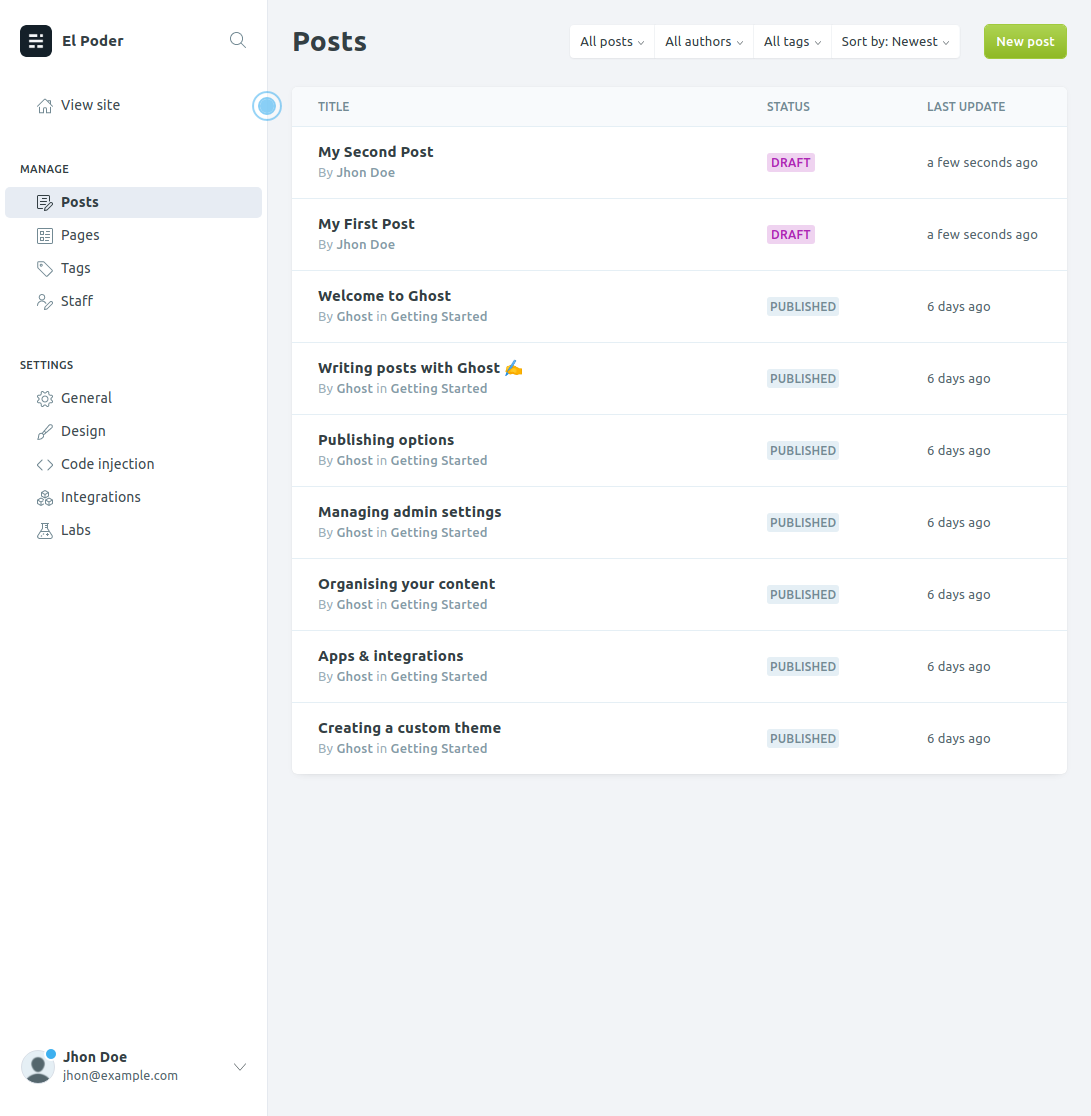 El Poder
View site
MANAGE
Posts
Pages
Tags
Staff
SETTINGS
General
Design
Code injection
Integrations
Labs
Jhon Doe
jhon@example.com
Posts
All posts All authors All tags Sort by: Newest New post
TITLE STATUS LAST UPDATE
My Second Post
By Jhon Doe
DRAFT a few seconds ago
My First Post
By Jhon Doe
DRAFT a few seconds ago
Welcome to Ghost
By Ghost in Getting Started
PUBLISHED 6 days ago
Writing posts with Ghost ✍️
By Ghost in Getting Started
PUBLISHED 6 days ago
Publishing options
By Ghost in Getting Started
PUBLISHED 6 days ago
Managing admin settings
By Ghost in Getting Started
PUBLISHED 6 days ago
Organising your content
By Ghost in Getting Started
PUBLISHED 6 days ago
Apps & integrations
By Ghost in Getting Started
PUBLISHED 6 days ago
Creating a custom theme
By Ghost in Getting Started
PUBLISHED 6 days ago